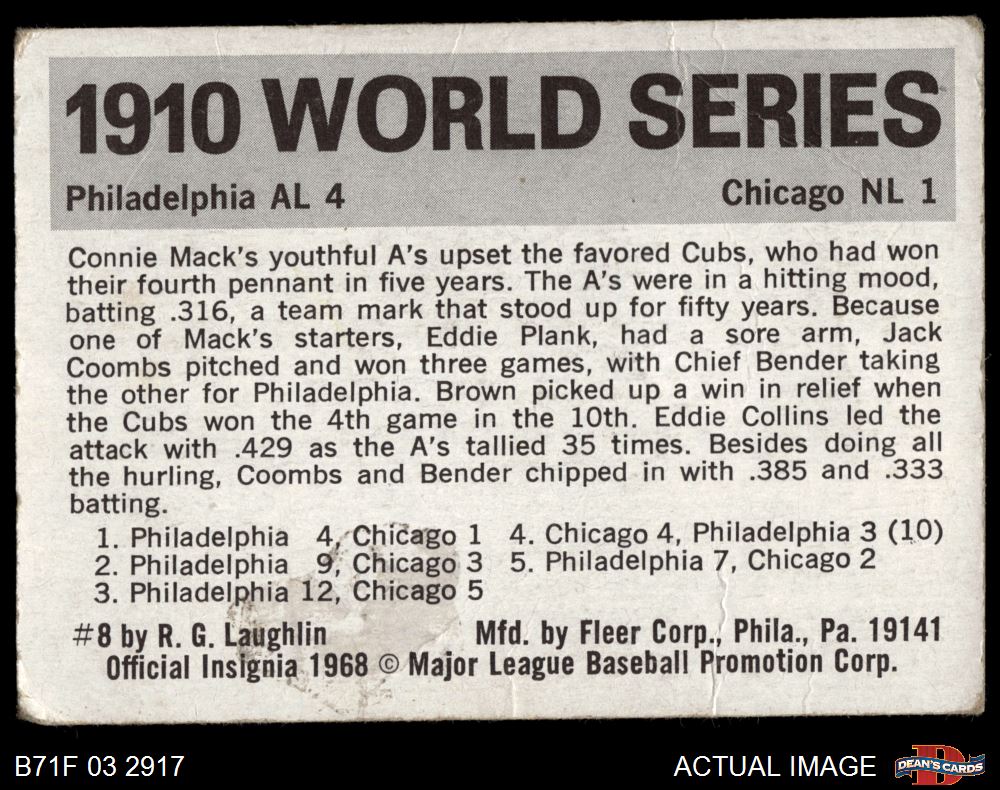 1910 WORLD SERIES
Philadelphia AL 4 Chicago NL 1
Connie Mack's youthful A's upset the favored Cubs, who had won
their fourth pennant in five years. The A's were in a hitting mood,
batting .316, a team mark that stood up for fifty years. Because
one of Mack's starters, Eddie Plank, had a sore arm, Jack
Coombs pitched and won three games, with Chief Bender taking
the other for Philadelphia. Brown picked up a win in relief when
the Cubs won the 4th game in the 10th. Eddie Collins led the
attack with .429 as the A's tallied 35 times. Besides doing all
the hurling, Coombs and Bender chipped in with .385 and .333
batting.
1. Philadelphia 4, Chicago 1 4. Chicago 4, Philadelphia 3 (10)
2. Philadelphia 9, Chicago 3 5. Philadelphia 7, Chicago 2
3. Philadelphia 12, Chicago 5
#8 by R. G. Laughlin Mfd. by Fleer Corp., Phila., Pa. 19141
Official Insignia 1968 © Major League Baseball Promotion Corp.
B71F 03 2917 ACTUAL IMAGE DEAN'S CARDS